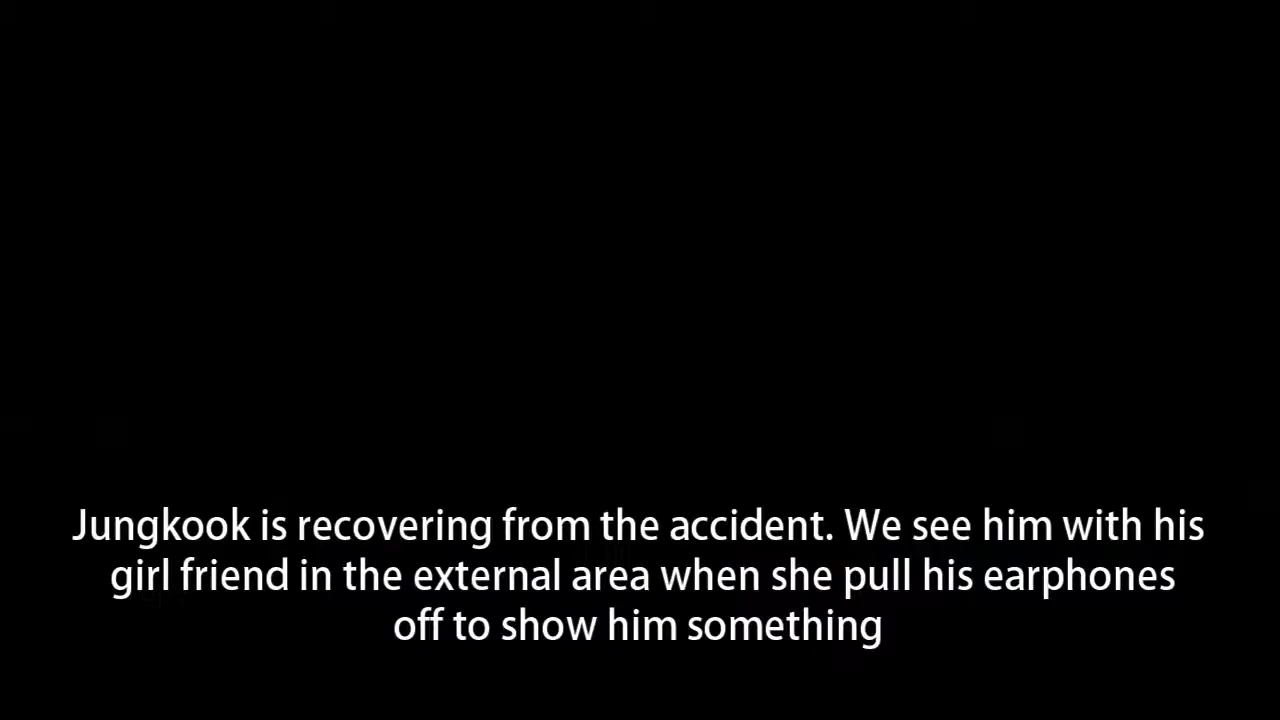 Jungkook is recovering from the accident. We see him with his
girl friend in the external area when she pull his earphones
off to show him something